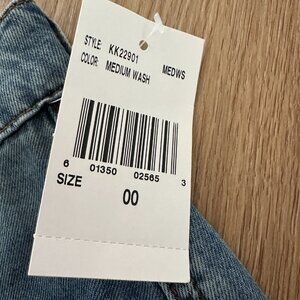 STYLE KK22901
COLOR MEDIUM WASH MEDWS
6 01350 02565 3
SIZE 00